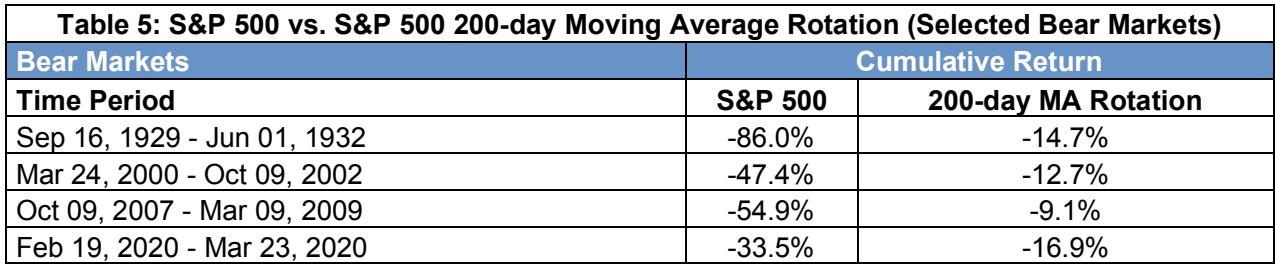 Table 5: S&P 500 vs. S&P 500 200-day Moving Average Rotation (Selected Bear Markets)
Bear Markets Cumulative Return
Time Period S&P 500 200-day MA Rotation
Sep 16, 1929 - Jun 01, 1932 -86.0% -14.7%
Mar 24, 2000 - Oct 09, 2002 -47.4% -12.7%
Oct 09, 2007 - Mar 09, 2009 -54.9% -9.1%
Feb 19, 2020 - Mar 23, 2020 -33.5% -16.9%